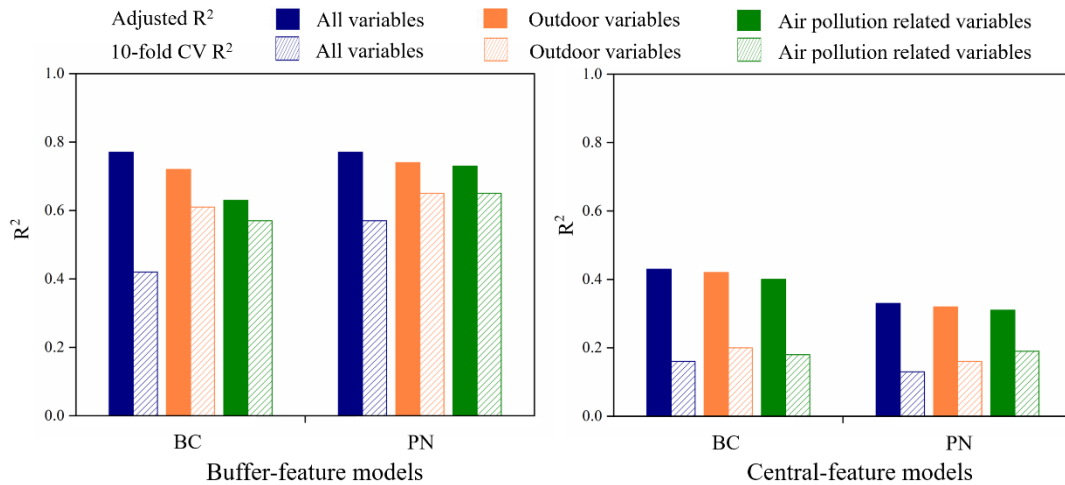 Adjusted R² All variables Outdoor variables Air pollution related variables
10-fold CV R² All variables Outdoor variables Air pollution related variables
1.0
0.8
0.6
0.4
0.2
0.0
R²
BC PN
Buffer-feature models
1.0
0.8
0.6
0.4
0.2
0.0
R²
BC PN
Central-feature models